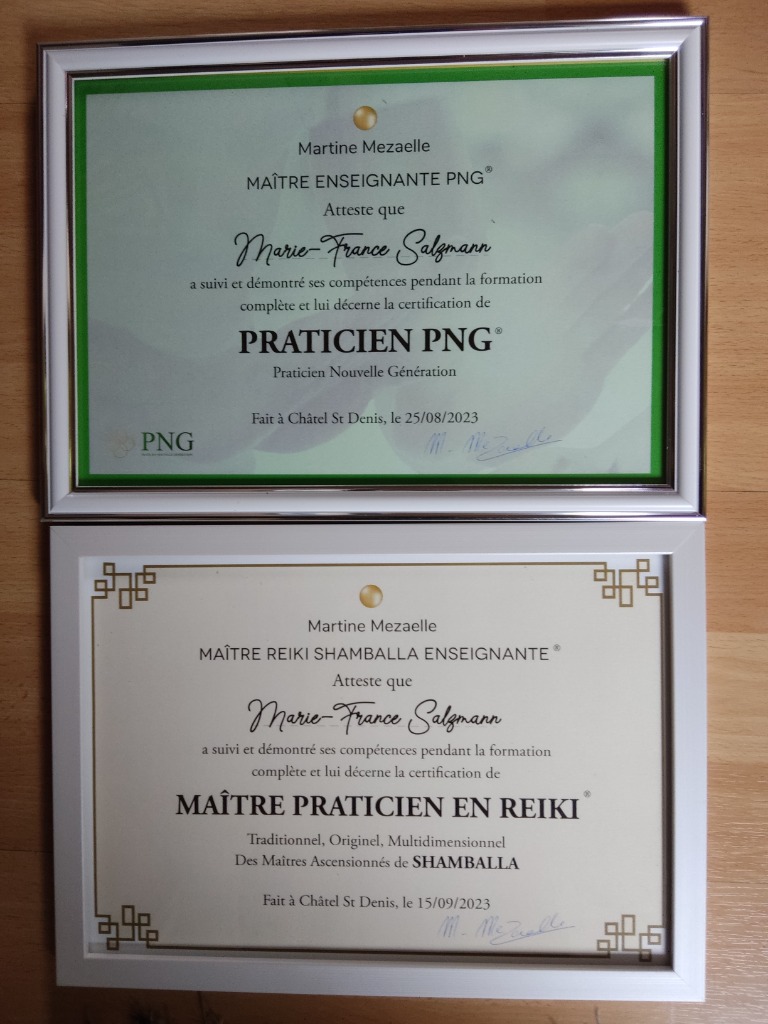 Martine Mezaelle
MAÎTRE ENSEIGNANTE PNG®
Atteste que
Marie-France Salzmann
a suivi et démontré ses compétences pendant la formation
complète et lui décerne la certification de
PRATICIEN PNG®
Praticien Nouvelle Génération
Fait à Châtel St Denis, le 25/08/2023
M. Mezaelle
PNG
Martine Mezaelle
MAÎTRE REIKI SHAMBALLA ENSEIGNANTE®
Atteste que
Marie-France Salzmann
a suivi et démontré ses compétences pendant la formation
complète et lui décerne la certification de
MAÎTRE PRATICIEN EN REIKI®
Traditionnel, Originel, Multidimensionnel
Des Maîtres Ascensionnés de SHAMBALLA
Fait à Châtel St Denis, le 15/09/2023
M. Mezaelle